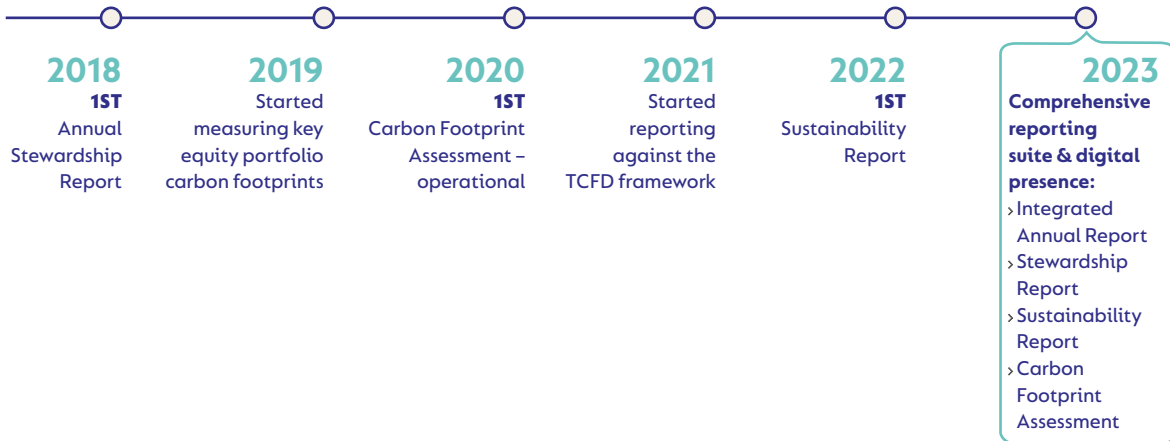 2018
1ST
Annual
Stewardship
Report
2019
Started
measuring key
equity portfolio
carbon footprints
2020
1ST
Carbon Footprint
Assessment –
operational
2021
Started
reporting
against the
TCFD framework
2022
1ST
Sustainability
Report
2023
Comprehensive
reporting
suite & digital
presence:
› Integrated
Annual Report
› Stewardship
Report
› Sustainability
Report
› Carbon
Footprint
Assessment